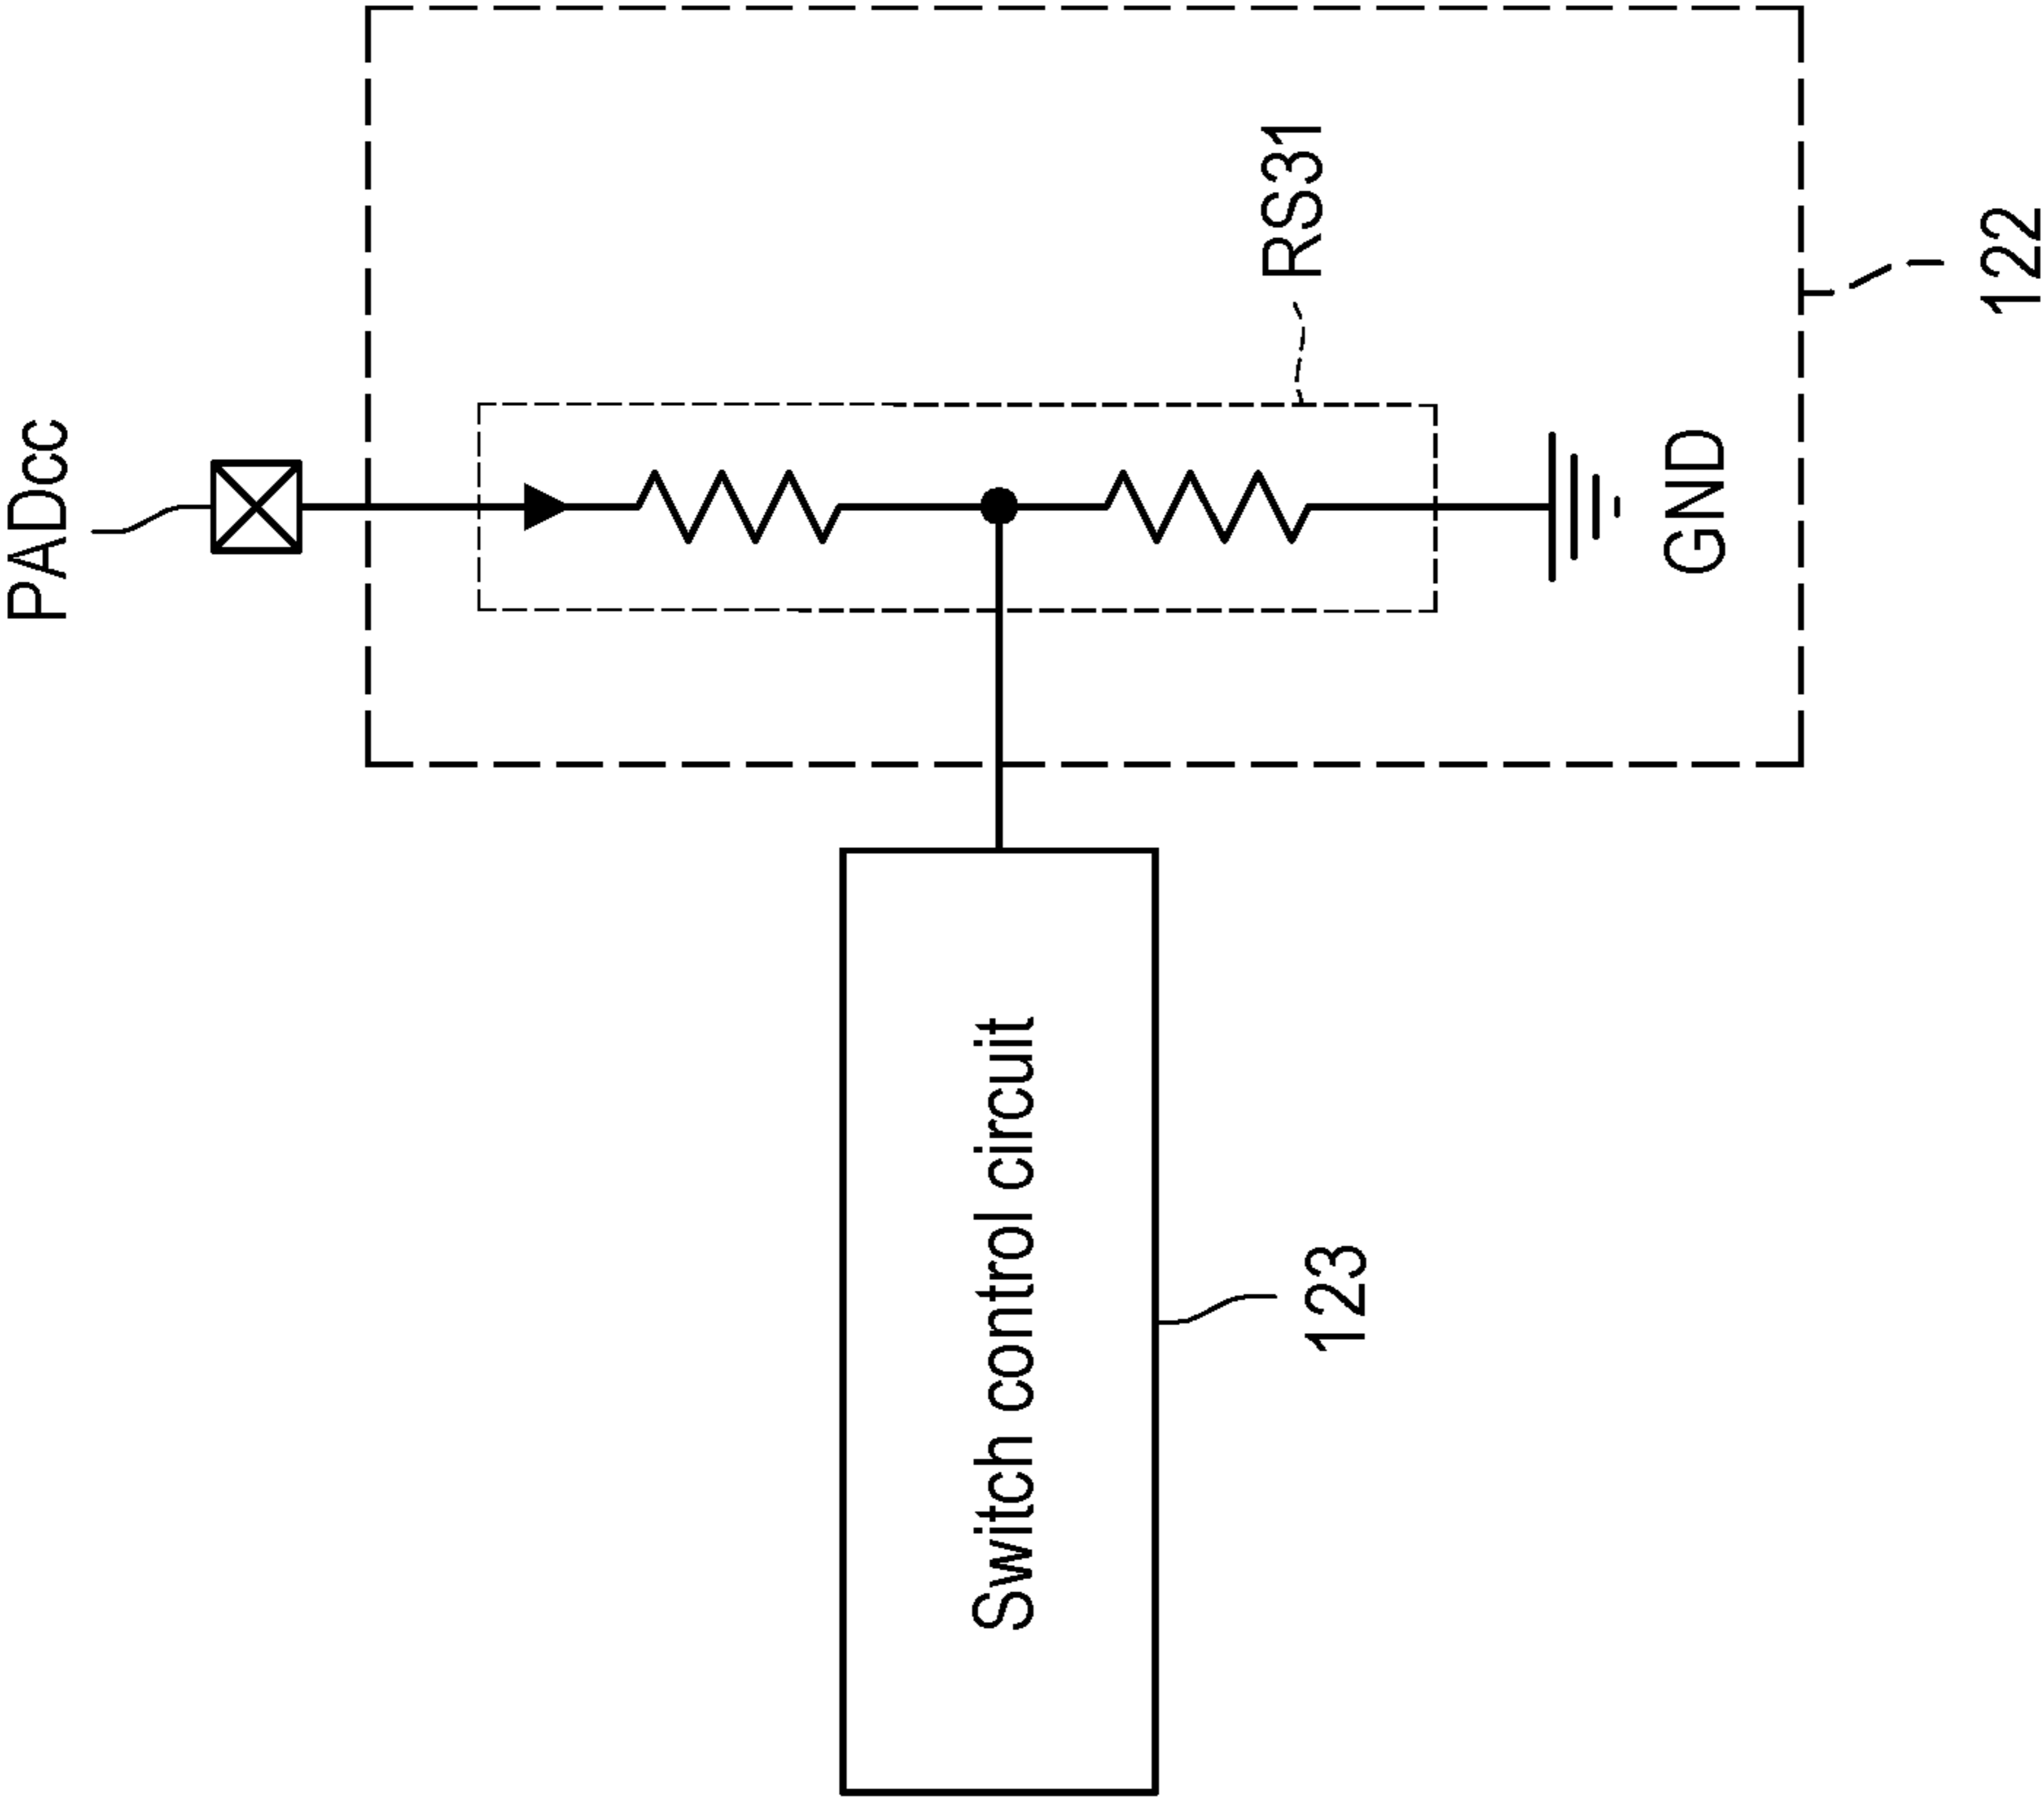 PADcc
RS31
122
GND
Switch control circuit
123